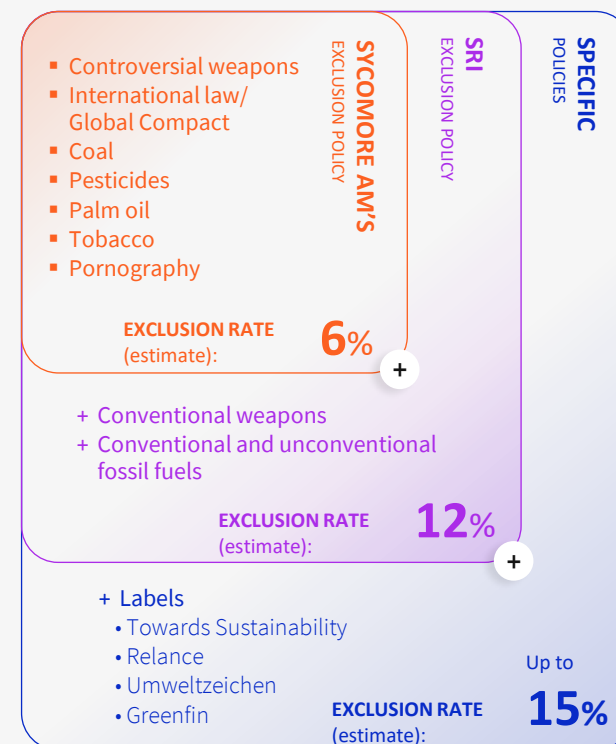 ▪ Controversial weapons
▪ International law/
Global Compact
▪ Coal
▪ Pesticides
▪ Palm oil
▪ Tobacco
▪ Pornography
SYCOMORE AM'S
EXCLUSION POLICY
EXCLUSION RATE
(estimate):
6%
+
SRI
EXCLUSION POLICY
+ Conventional weapons
+ Conventional and unconventional
fossil fuels
EXCLUSION RATE
(estimate):
12%
+
SPECIFIC
POLICIES
+ Labels
• Towards Sustainability
• Relance
• Umweltzeichen
• Greenfin
EXCLUSION RATE
(estimate):
Up to
15%